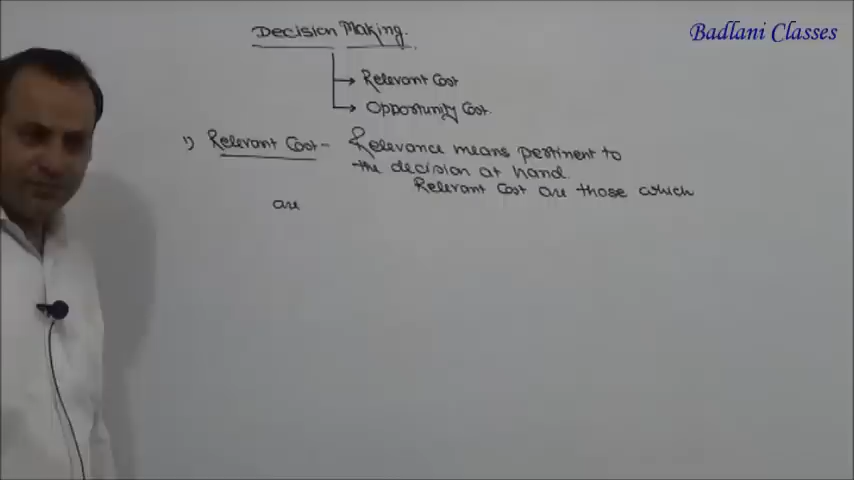 Badlani Classes
Decision Making.
Relevant Cost
Opportunity Cost.
1) Relevant Cost - Relevance means pertinent to
the decision at hand.
Relevant Cost are those which
are